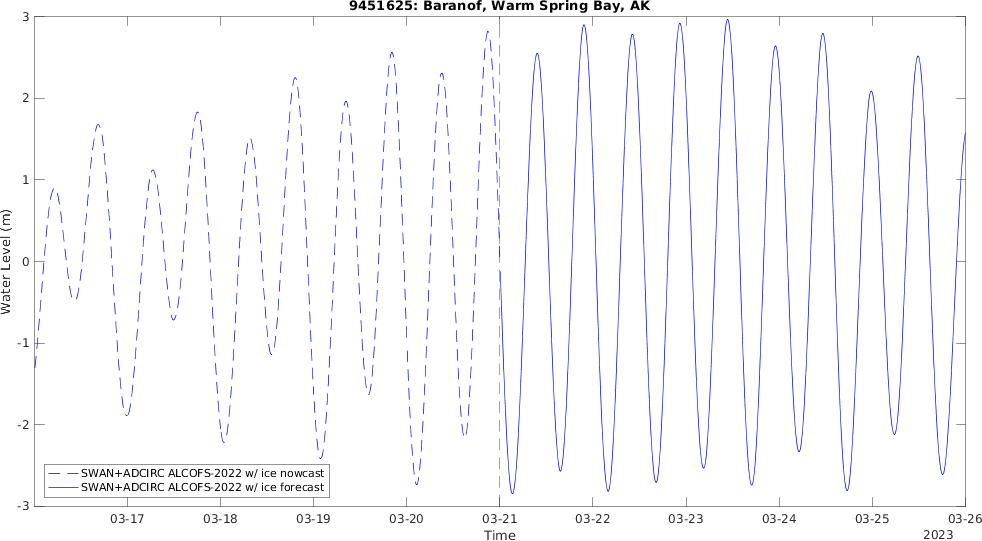 9451625: Baranof, Warm Spring Bay, AK
Water Level (m)
3
2
1
0
-1
-2
-3
SWAN+ADCIRC ALCOFS-2022 w/ ice nowcast
SWAN+ADCIRC ALCOFS-2022 w/ ice forecast
03-17 03-18 03-19 03-20 03-21 03-22 03-23 03-24 03-25 03-26
Time
2023